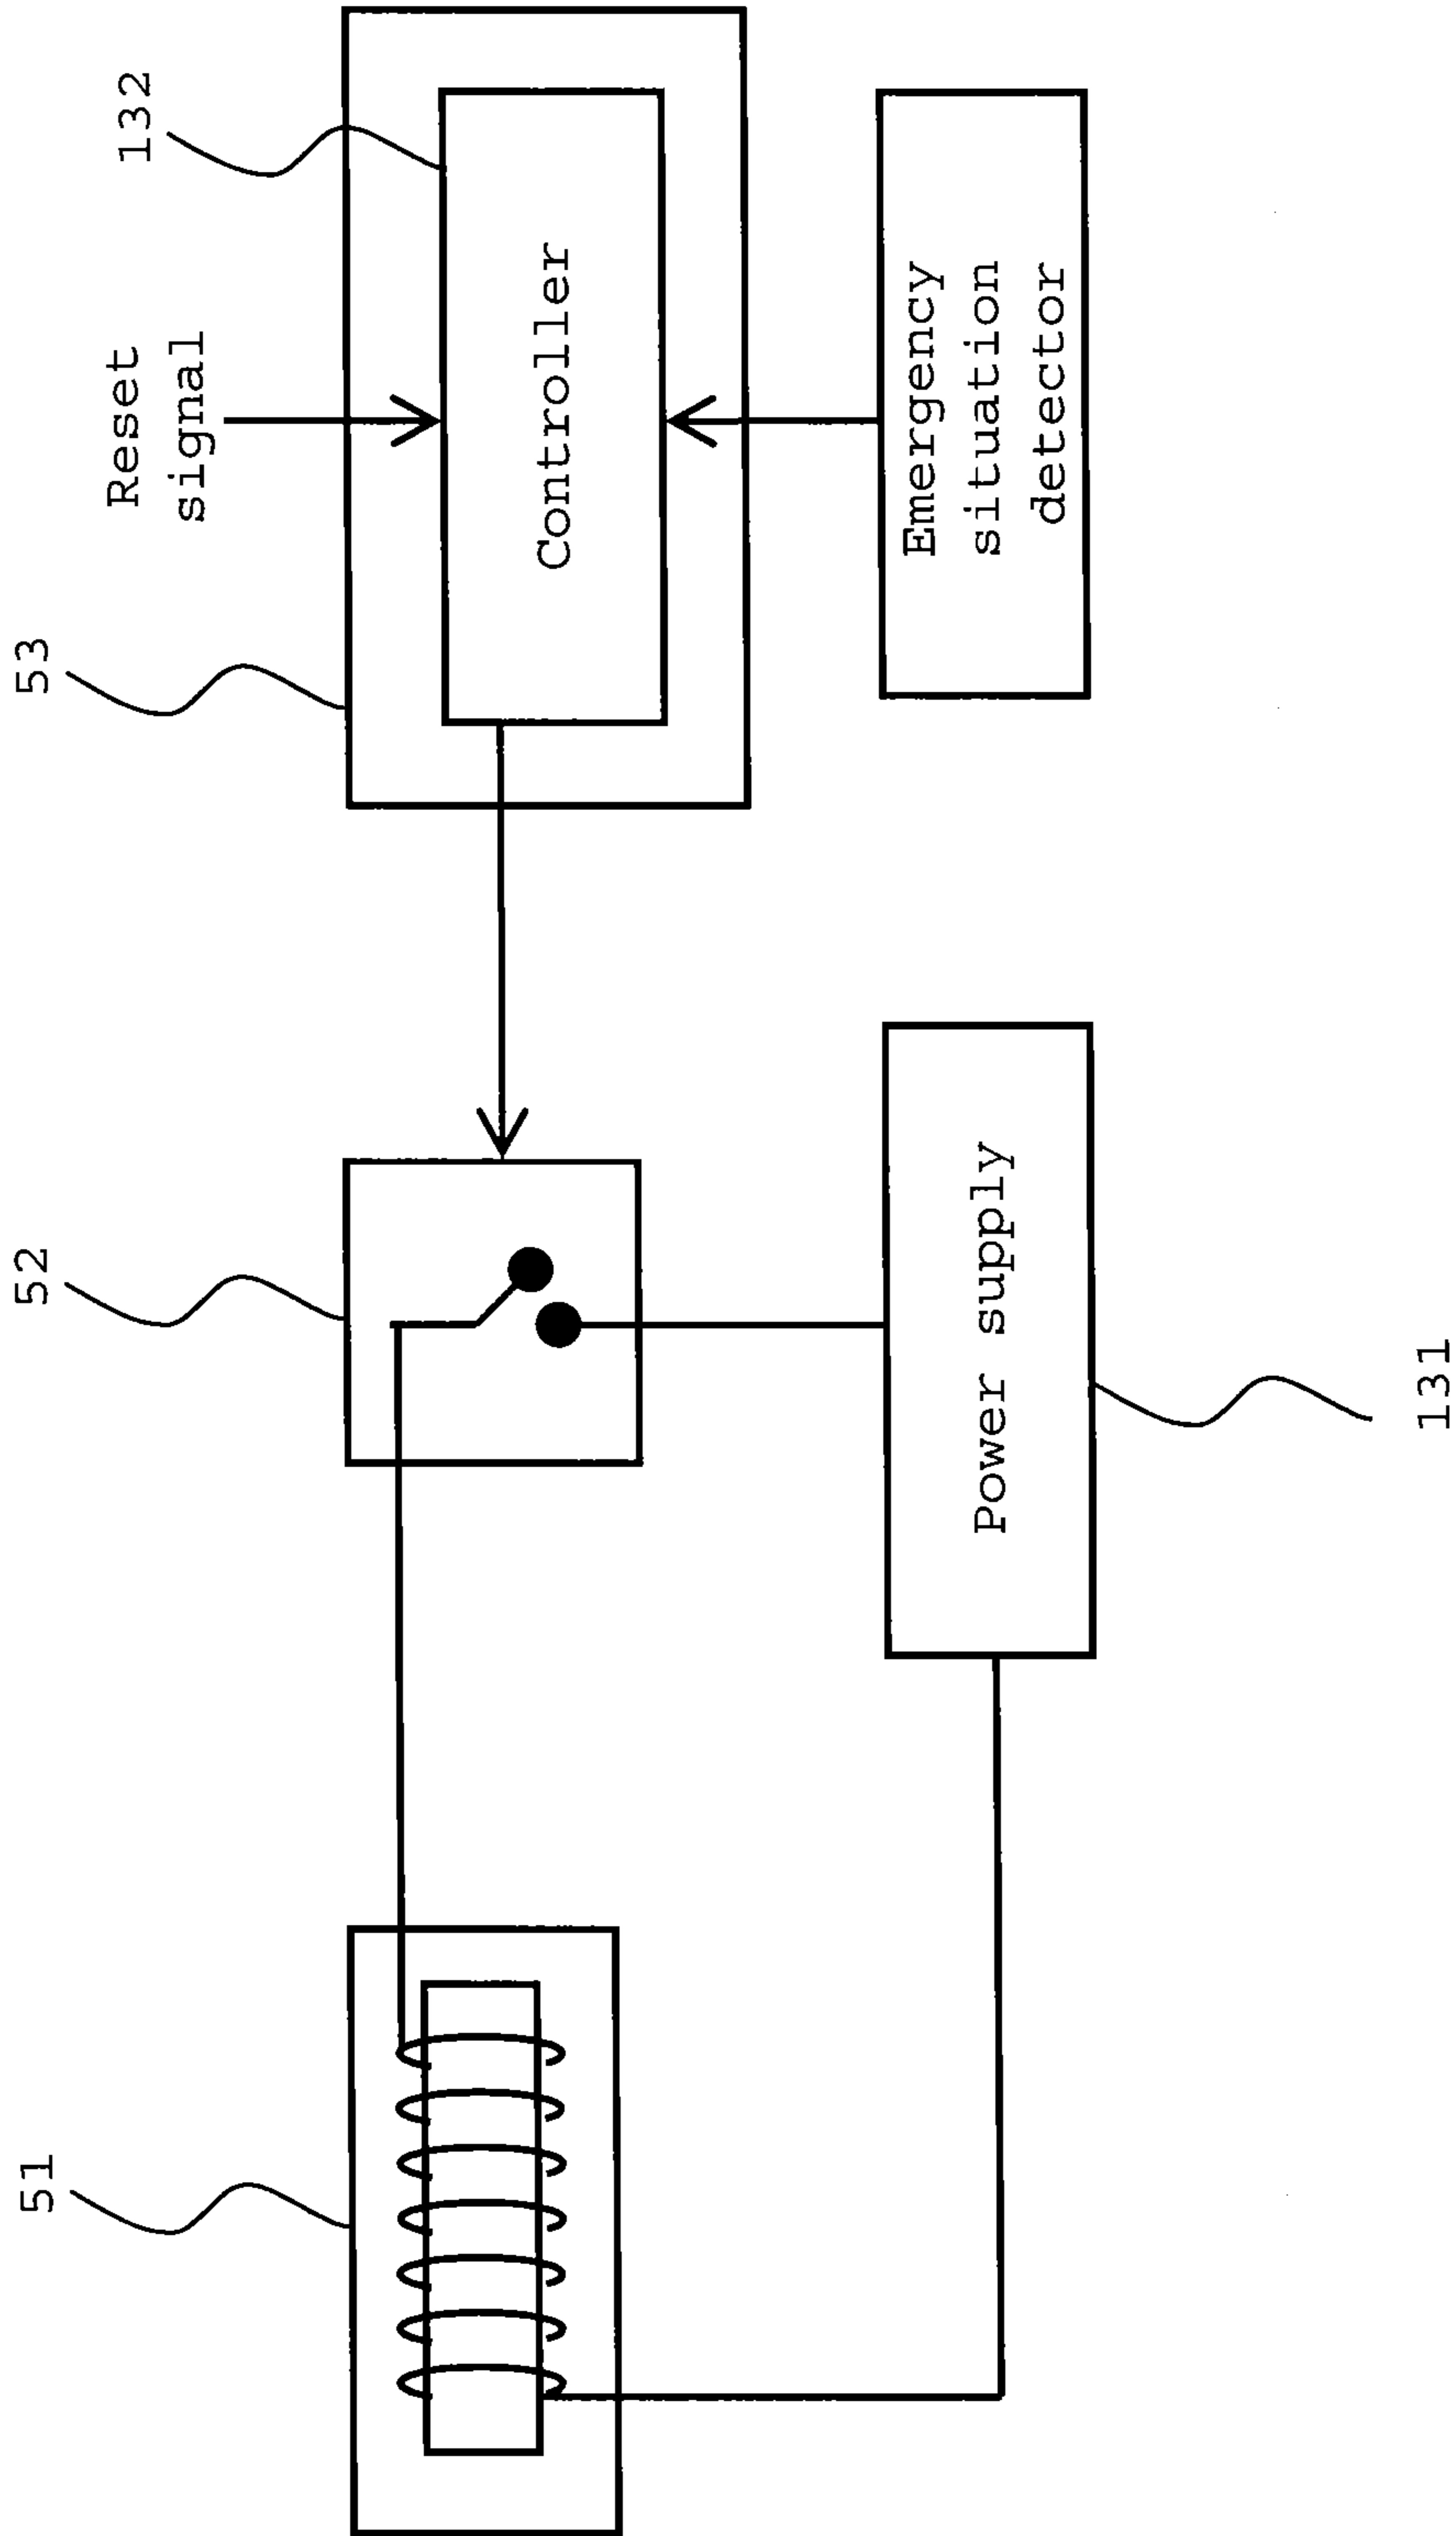 51
52
53
132
Reset
signal
Controller
Emergency
situation
detector
Power supply
131